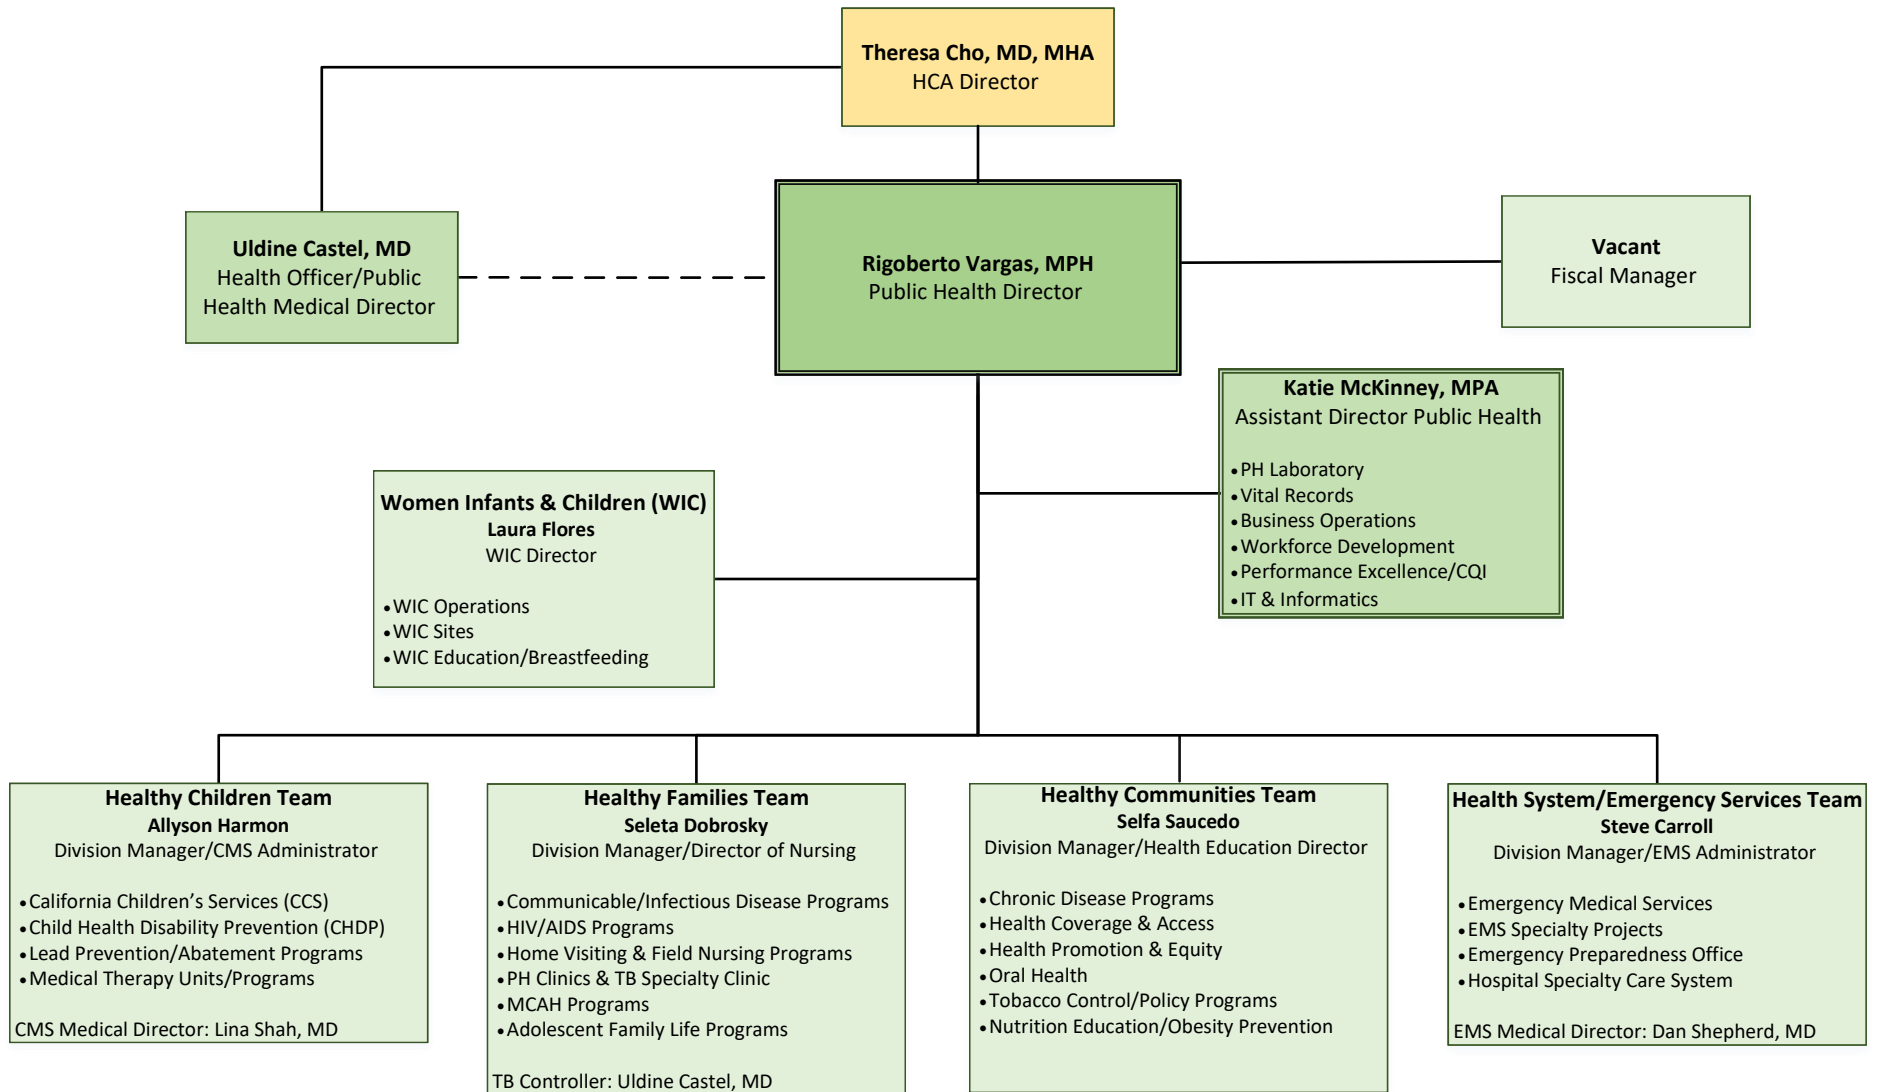 Theresa Cho, MD, MHA
HCA Director
Uldine Castel, MD
Health Officer/Public
Health Medical Director
Rigoberto Vargas, MPH
Public Health Director
Vacant
Fiscal Manager
Katie McKinney, MPA
Assistant Director Public Health
•PH Laboratory
•Vital Records
•Business Operations
•Workforce Development
•Performance Excellence/CQI
•IT & Informatics
Women Infants & Children (WIC)
Laura Flores
WIC Director
•WIC Operations
•WIC Sites
•WIC Education/Breastfeeding
Healthy Children Team
Allyson Harmon
Division Manager/CMS Administrator
•California Children’s Services (CCS)
•Child Health Disability Prevention (CHDP)
•Lead Prevention/Abatement Programs
•Medical Therapy Units/Programs
CMS Medical Director: Lina Shah, MD
Healthy Families Team
Seleta Dobrosky
Division Manager/Director of Nursing
•Communicable/Infectious Disease Programs
•HIV/AIDS Programs
•Home Visiting & Field Nursing Programs
•PH Clinics & TB Specialty Clinic
•MCAH Programs
•Adolescent Family Life Programs
TB Controller: Uldine Castel, MD
Healthy Communities Team
Selfa Saucedo
Division Manager/Health Education Director
•Chronic Disease Programs
•Health Coverage & Access
•Health Promotion & Equity
•Oral Health
•Tobacco Control/Policy Programs
•Nutrition Education/Obesity Prevention
Health System/Emergency Services Team
Steve Carroll
Division Manager/EMS Administrator
•Emergency Medical Services
•EMS Specialty Projects
•Emergency Preparedness Office
•Hospital Specialty Care System
EMS Medical Director: Dan Shepherd, MD